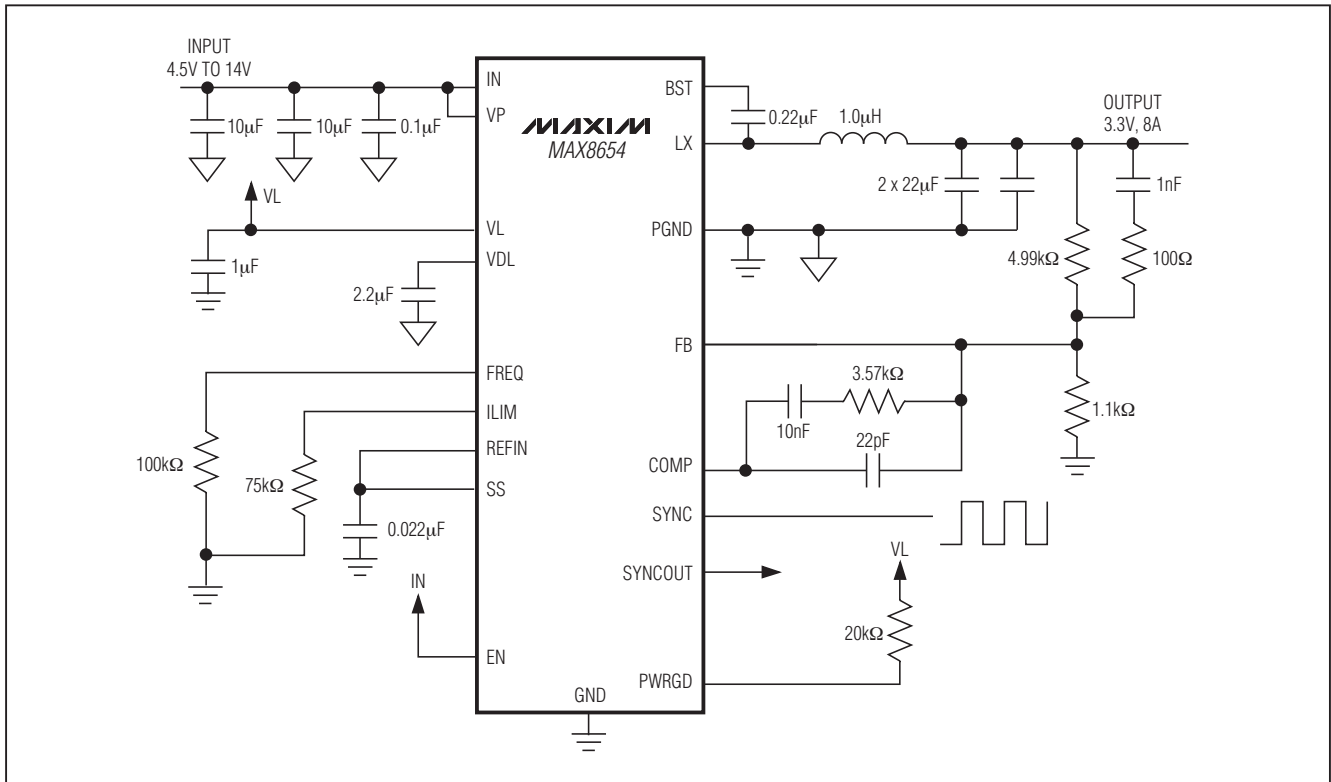 INPUT
4.5V TO 14V
10µF
10µF
0.1µF
VL
1µF
2.2µF
100kΩ
75kΩ
0.022µF
IN
IN
VP
VL
VDL
FREQ
ILIM
REFIN
SS
EN
MAXIM
MAX8654
GND
BST
LX
PGND
FB
COMP
SYNC
SYNCOUT
PWRGD
0.22µF
1.0µH
OUTPUT
3.3V, 8A
2 x 22µF
1nF
4.99kΩ
100Ω
3.57kΩ
10nF
22pF
1.1kΩ
VL
20kΩ